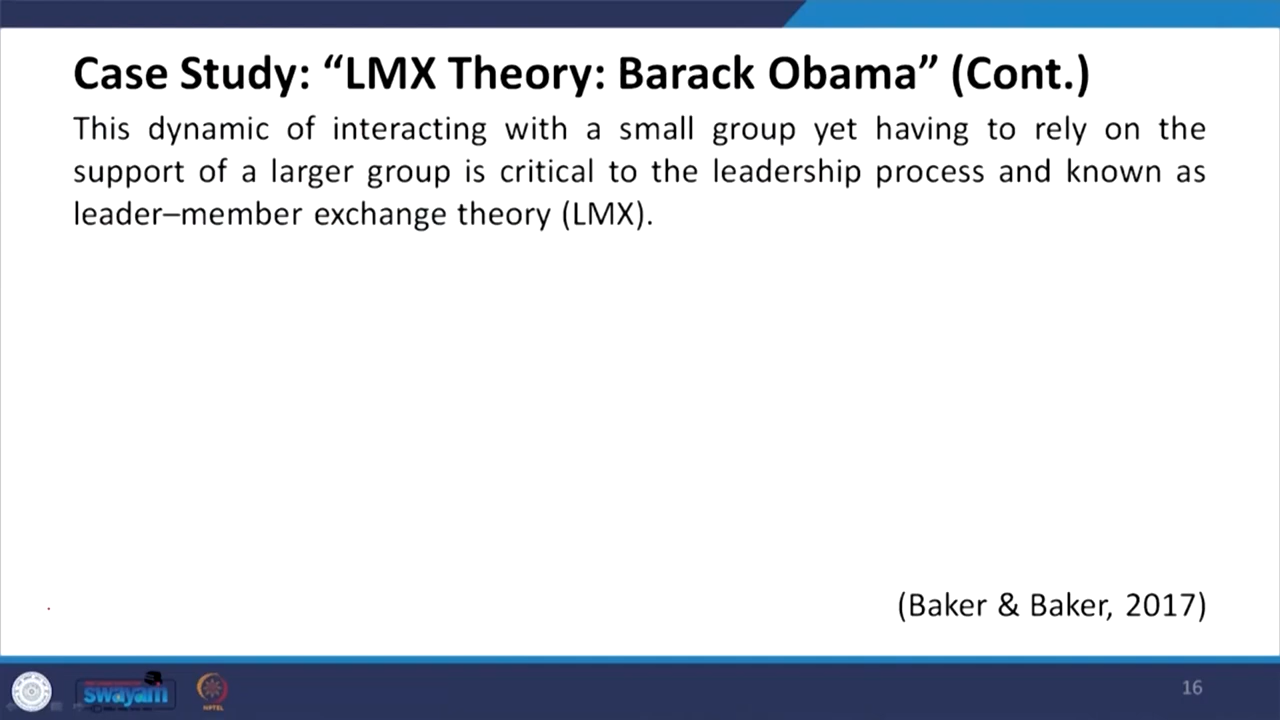 Case Study: “LMX Theory: Barack Obama” (Cont.)
This dynamic of interacting with a small group yet having to rely on the
support of a larger group is critical to the leadership process and known as
leader–member exchange theory (LMX).
(Baker & Baker, 2017)
swayam
NPTEL
16